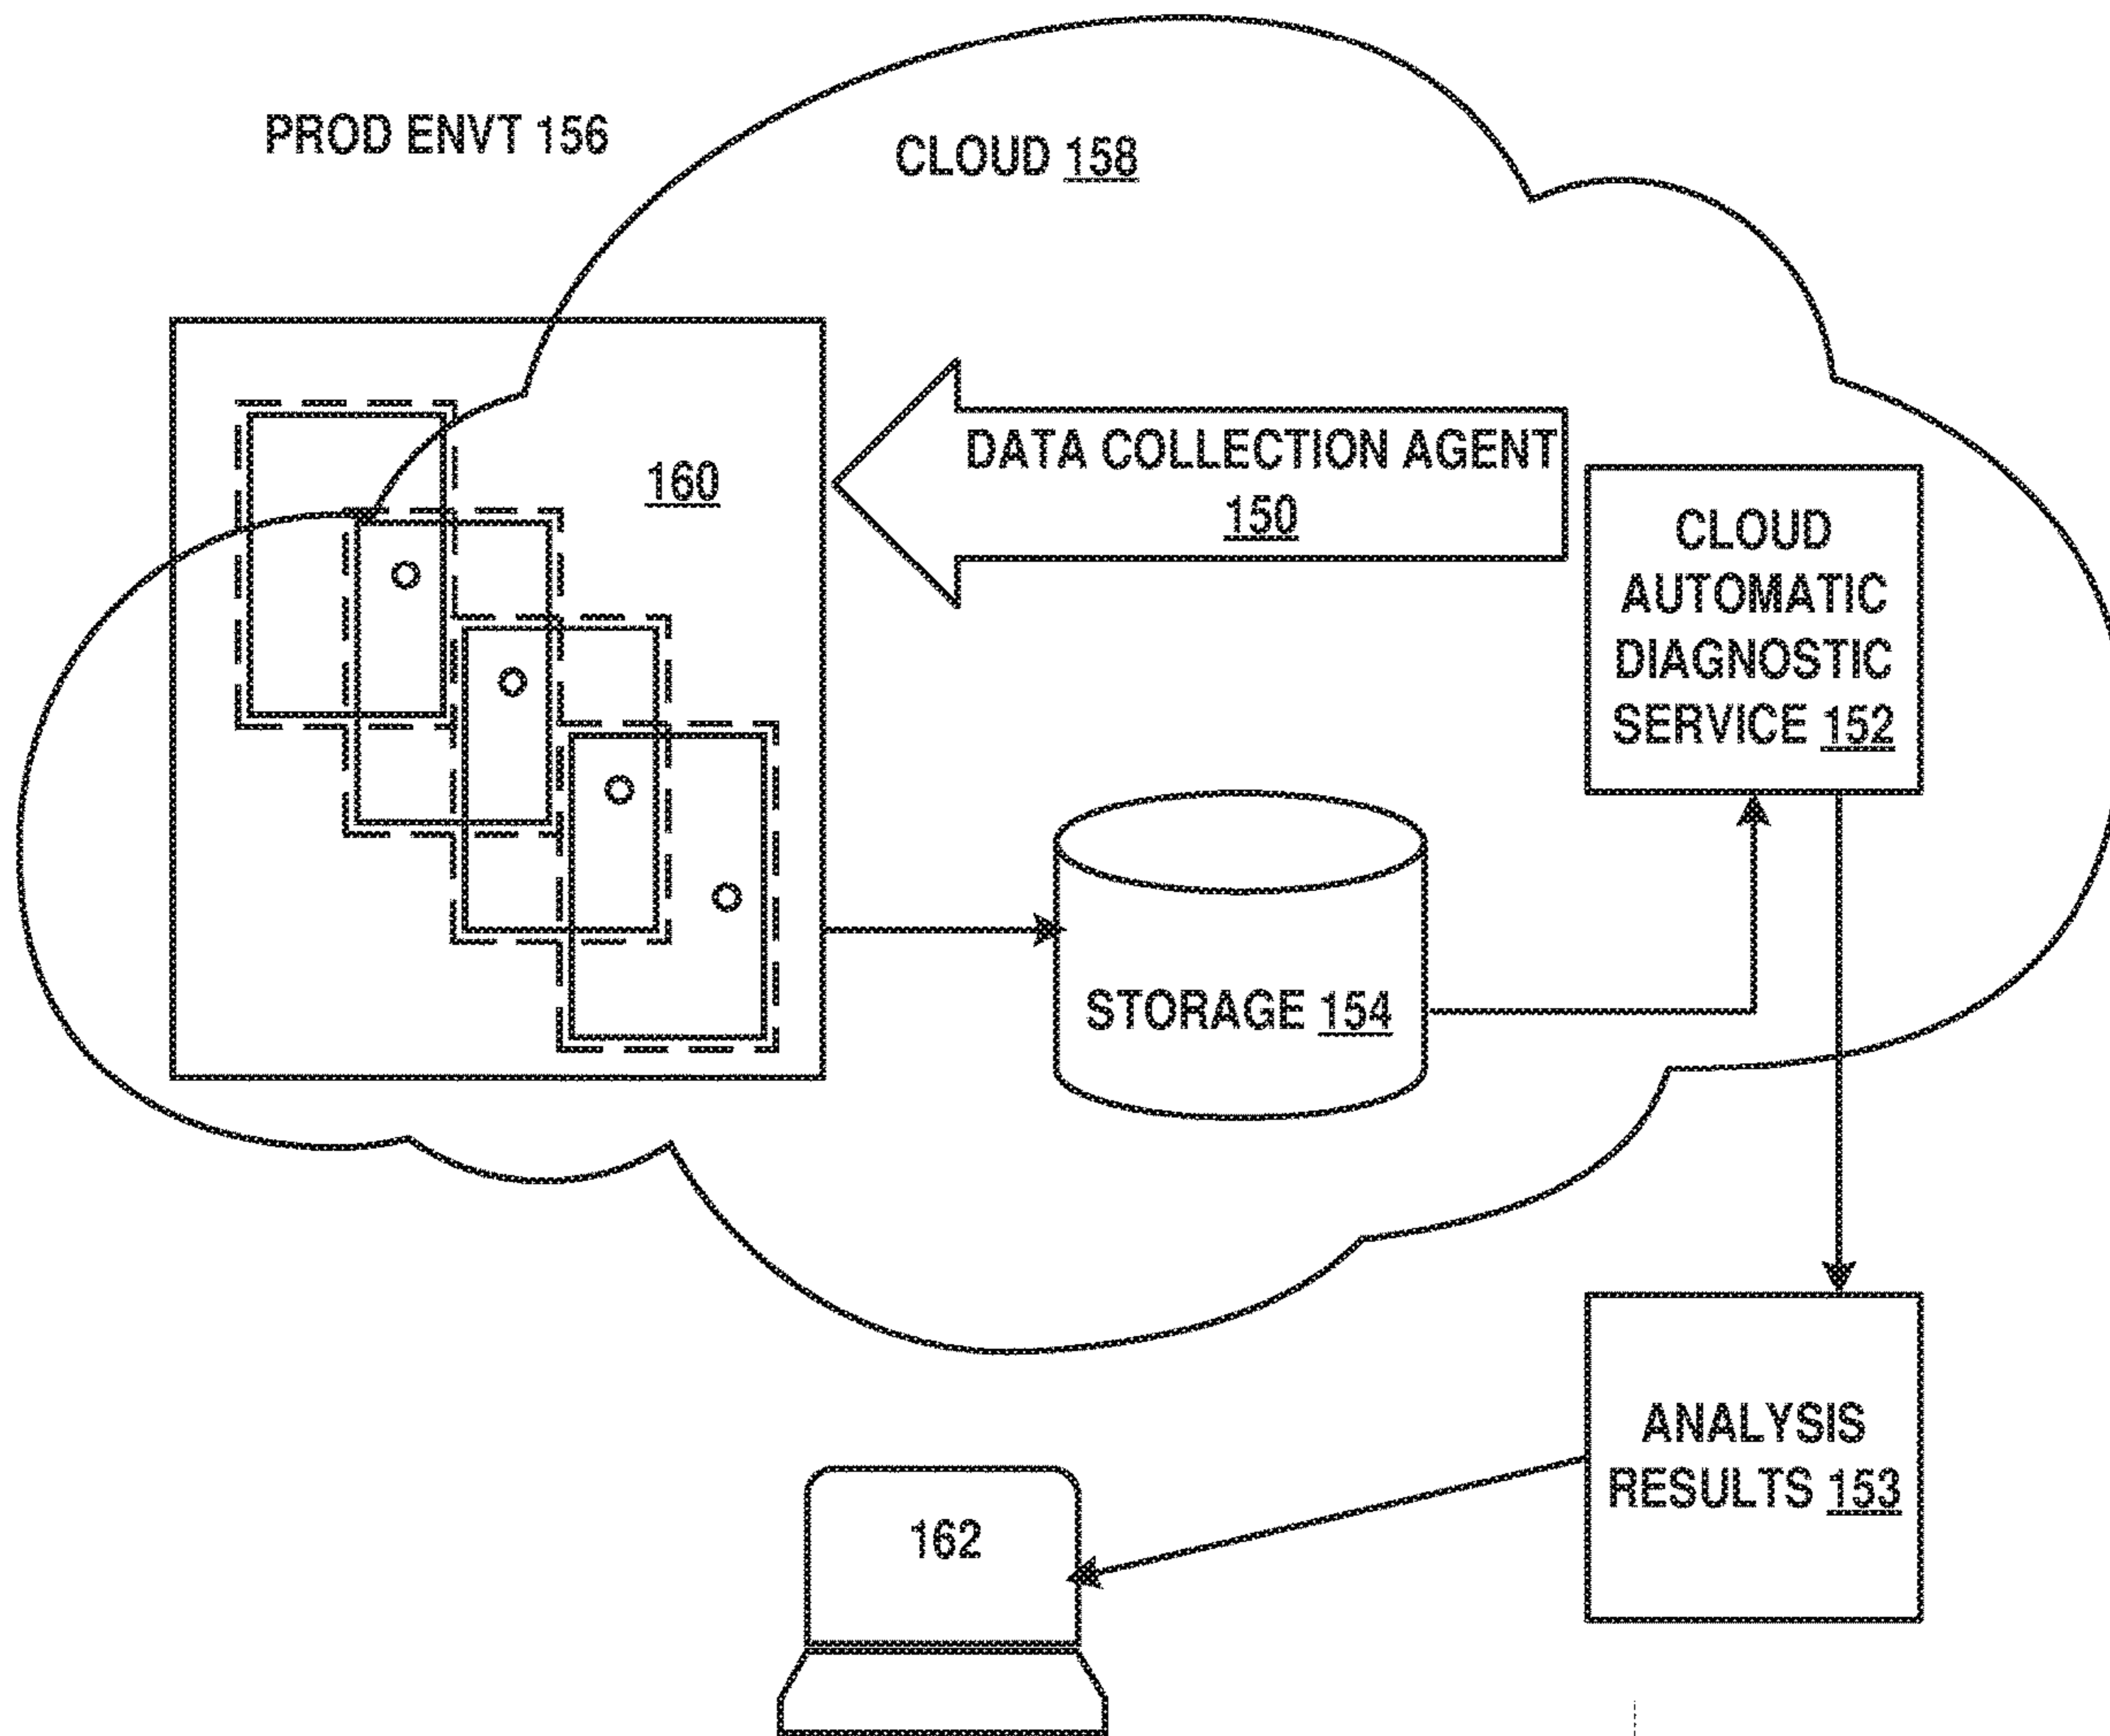 PROD ENVT 156
CLOUD 158
160
DATA COLLECTION AGENT
150
CLOUD
AUTOMATIC
DIAGNOSTIC
SERVICE 152
STORAGE 154
ANALYSIS
RESULTS 153
162